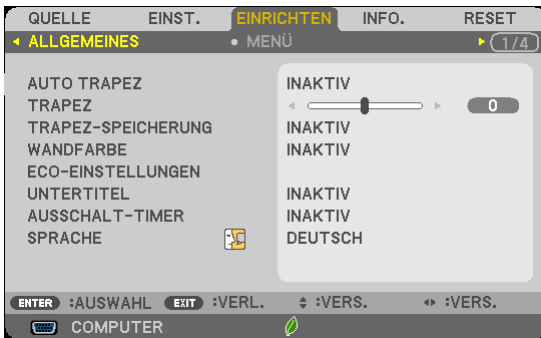 QUELLE EINST. EINRICHTEN INFO. RESET
ALLGEMEINES MENÜ 1/4
AUTO TRAPEZ INAKTIV
TRAPEZ 0
TRAPEZ-SPEICHERUNG INAKTIV
WANDFARBE INAKTIV
ECO-EINSTELLUNGEN
UNTERTITEL INAKTIV
AUSSCHALT-TIMER INAKTIV
SPRACHE DEUTSCH
ENTER :AUSWAHL EXIT :VERL. :VERS. :VERS.
COMPUTER